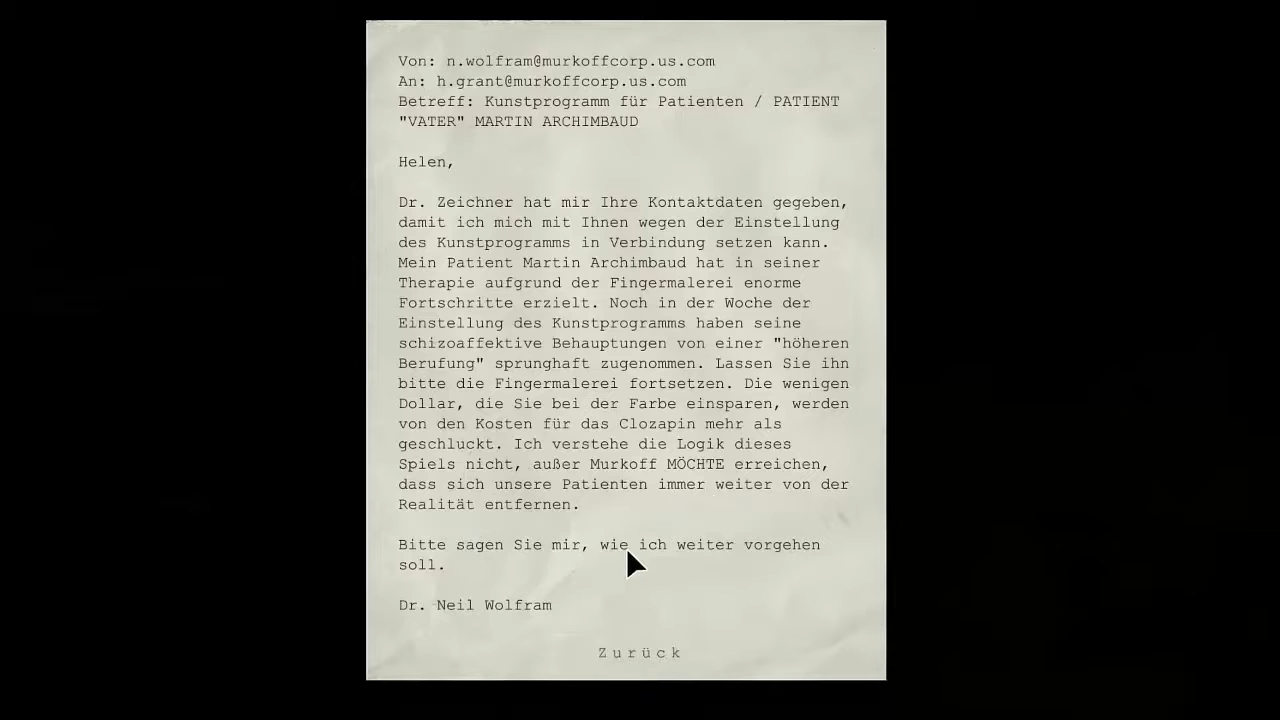 Von: n.wolfram@murkoffcorp.us.com
An: h.grant@murkoffcorp.us.com
Betreff: Kunstprogramm für Patienten / PATIENT
"VATER" MARTIN ARCHIMBAUD
Helen,
Dr. Zeichner hat mir Ihre Kontaktdaten gegeben,
damit ich mich mit Ihnen wegen der Einstellung
des Kunstprogramms in Verbindung setzen kann.
Mein Patient Martin Archimbaud hat in seiner
Therapie aufgrund der Fingermalerei enorme
Fortschritte erzielt. Noch in der Woche der
Einstellung des Kunstprogramms haben seine
schizoaffektive Behauptungen von einer "höheren
Berufung" sprunghaft zugenommen. Lassen Sie ihn
bitte die Fingermalerei fortsetzen. Die wenigen
Dollar, die Sie bei der Farbe einsparen, werden
von den Kosten für das Clozapin mehr als
geschluckt. Ich verstehe die Logik dieses
Spiels nicht, außer Murkoff MÖCHTE erreichen,
dass sich unsere Patienten immer weiter von der
Realität entfernen.
Bitte sagen Sie mir, wie ich weiter vorgehen
soll.
Dr. Neil Wolfram
Zurück